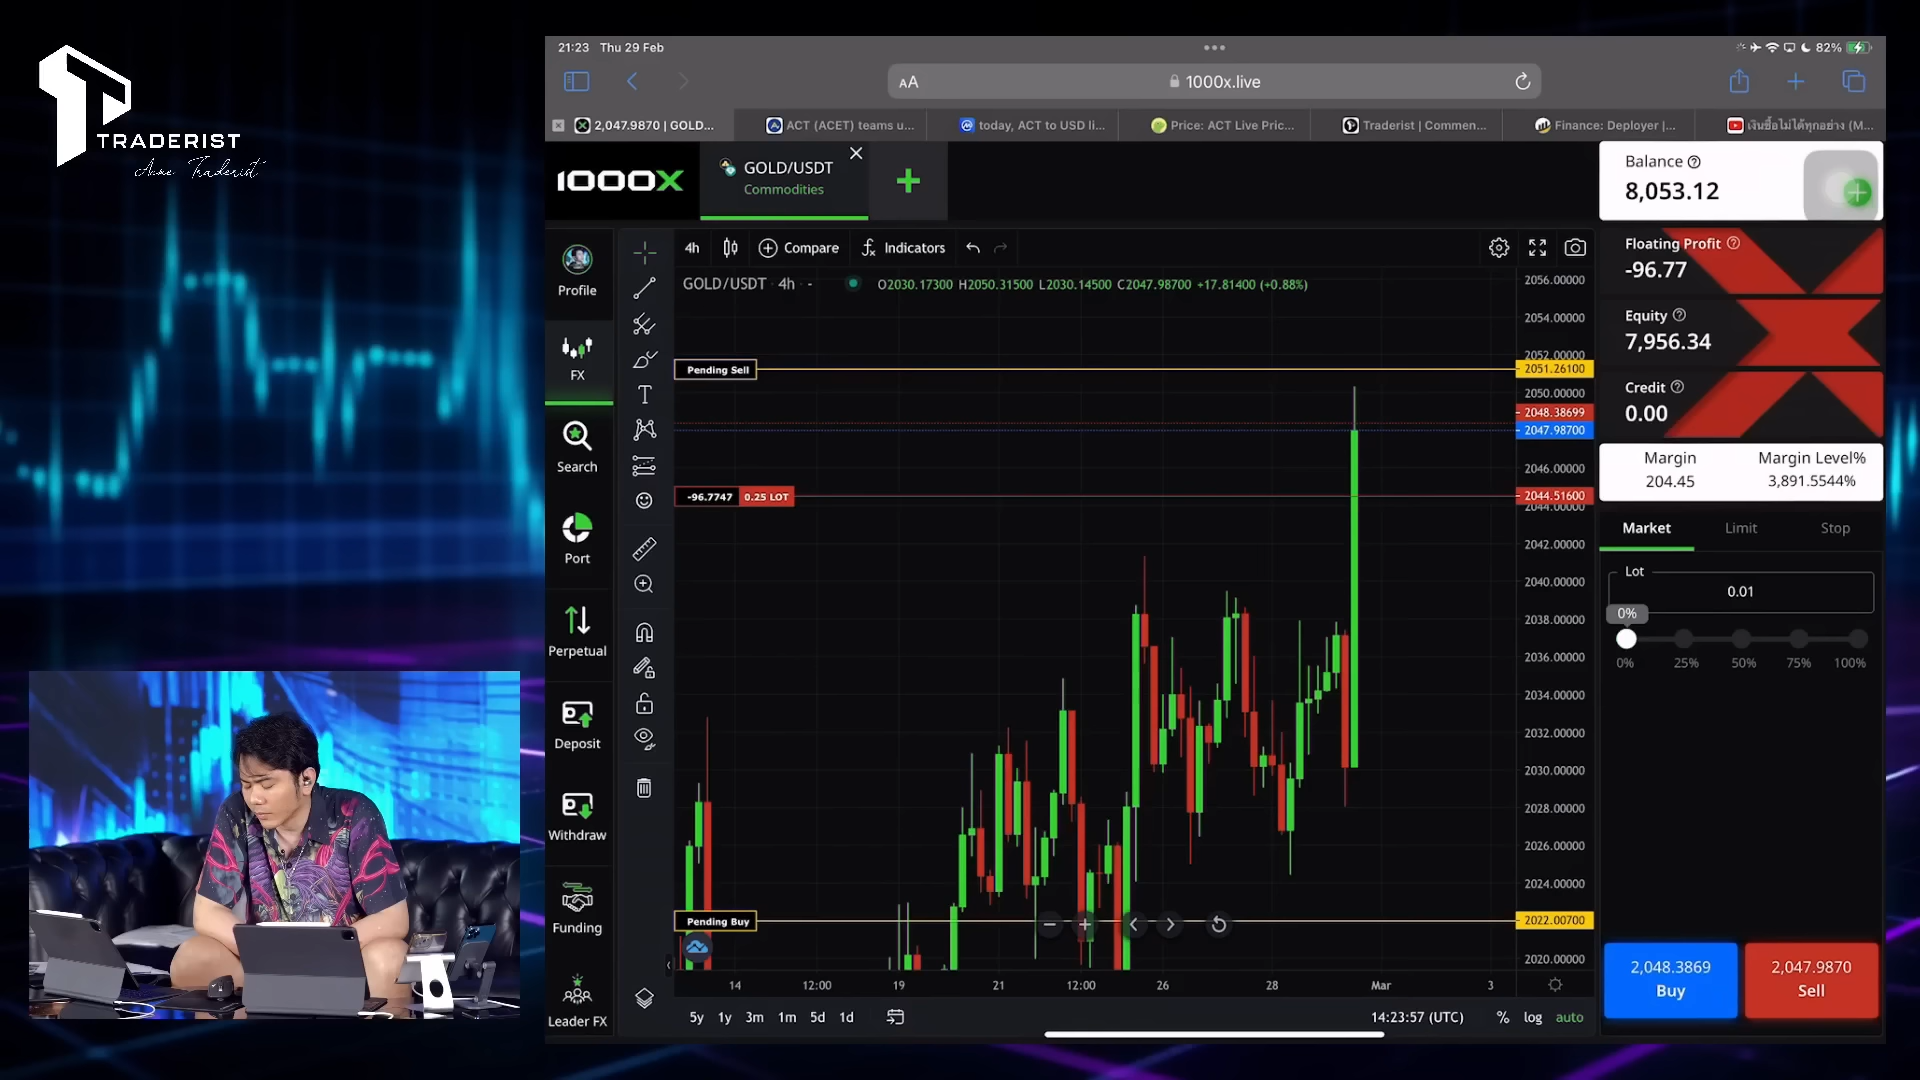 TRADERIST
Acme Traderist
21:23 Thu 29 Feb
82%
AA
1000x.live
2,047.9870 | GOLD...
ACT (ACET) teams u...
today, ACT to USD li...
Price: ACT Live Pric...
Traderist | Commen...
Finance: Deployer |...
เงินซื้อไม่ได้ทุกอย่าง (M...
1000X
GOLD/USDT
Commodities
Balance
8,053.12
Floating Profit
-96.77
Equity
7,956.34
Credit
0.00
Margin
204.45
Margin Level%
3,891.5544%
Market Limit Stop
Lot
0.01
0%
0% 25% 50% 75% 100%
2,048.3869
Buy
2,047.9870
Sell
Profile
FX
Search
Port
Perpetual
Deposit
Withdraw
Funding
Leader FX
4h Compare Indicators
GOLD/USDT · 4h · - O2030.17300 H2050.31500 L2030.14500 C2047.98700 +17.81400 (+0.88%)
2056.00000
2054.00000
2052.00000
Pending Sell 2051.26100
2050.00000
2048.38699
2047.98700
2046.00000
-96.7747 0.25 LOT 2044.51600
2044.00000
2042.00000
2040.00000
2038.00000
2036.00000
2034.00000
2032.00000
2030.00000
2028.00000
2026.00000
2024.00000
Pending Buy 2022.00700
2020.00000
14 12:00 19 21 12:00 26 28 Mar 3
5y 1y 3m 1m 5d 1d 14:23:57 (UTC) % log auto